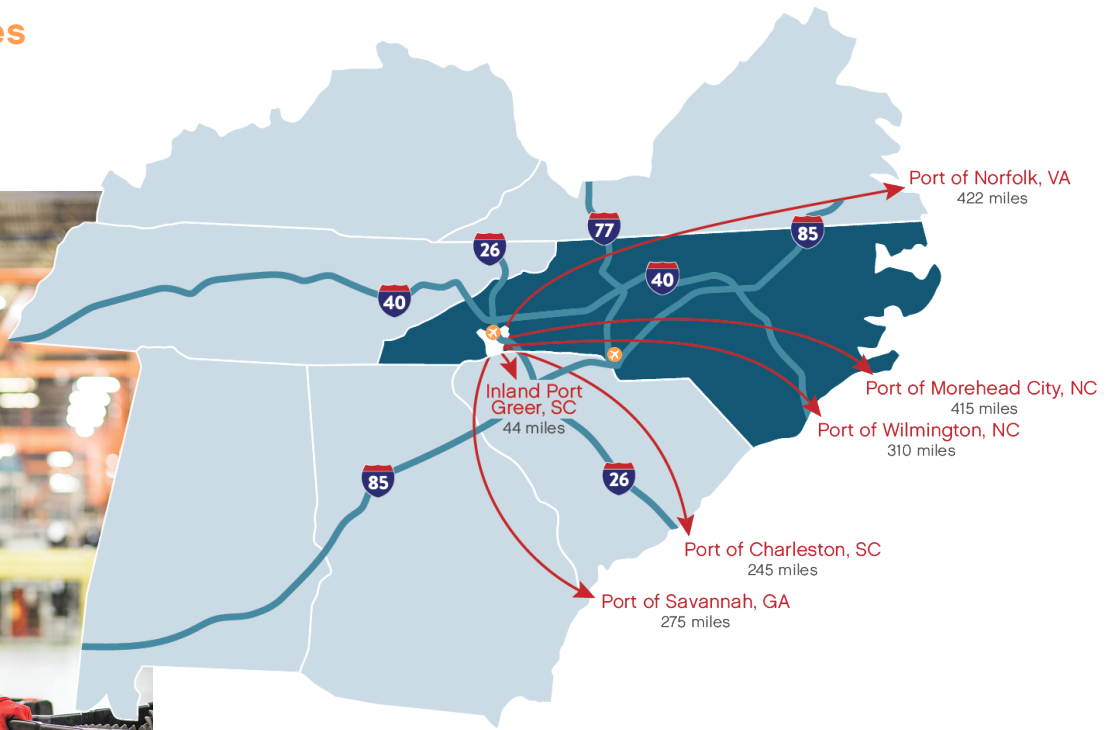 es
Port of Norfolk, VA
422 miles
77
85
26
40
40
Inland Port
Greer, SC
44 miles
Port of Morehead City, NC
415 miles
Port of Wilmington, NC
310 miles
85
26
Port of Charleston, SC
245 miles
Port of Savannah, GA
275 miles